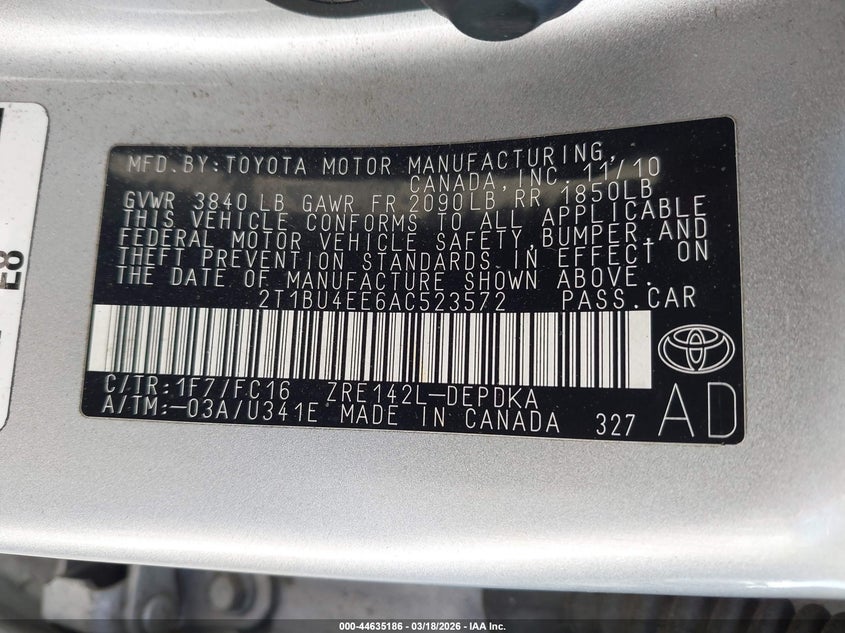 MFD.BY:TOYOTA MOTOR MANUFACTURING,
CANADA,INC. 11/10
GVWR 3840 LB GAWR FR 2090LB RR 1850LB
THIS VEHICLE CONFORMS TO ALL APPLICABLE
FEDERAL MOTOR VEHICLE SAFETY,BUMPER,AND
THEFT PREVENTION STANDARDS. IN EFFECT ON
THE DATE OF MANUFACTURE SHOWN ABOVE.
2T1BU4EE6AC523572 PASS.CAR
C/TR:1F7/FC16 ZRE142L-DEPDKA
A/TM:-03A/U341E MADE IN CANADA 327
AD
E8
000-44635186 - 03/18/2026 - IAA Inc.